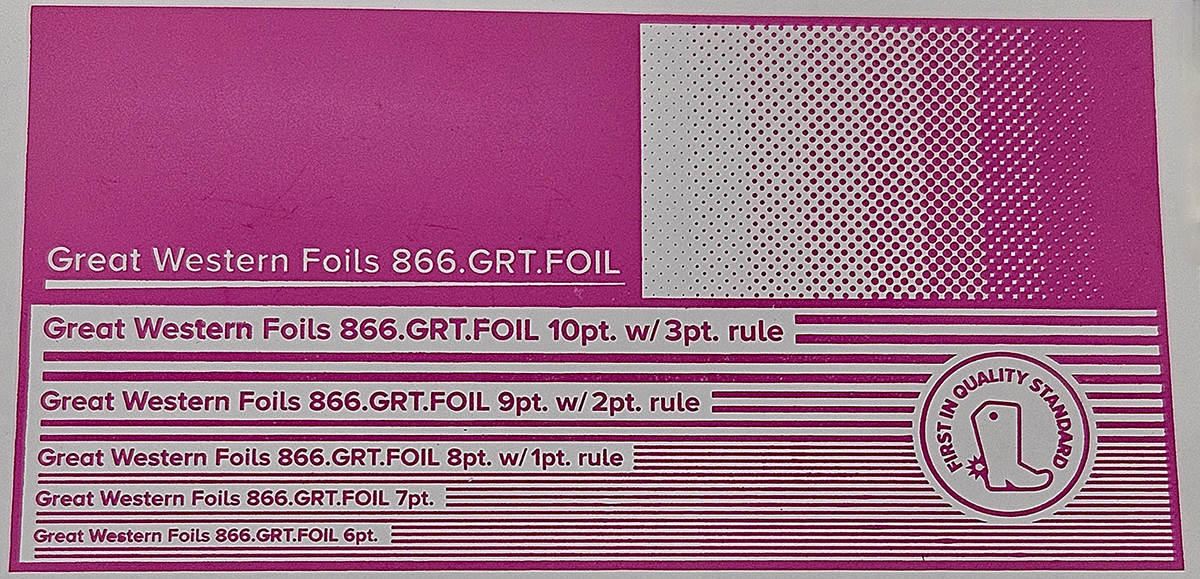 Great Western Foils 866.GRT.FOIL
Great Western Foils 866.GRT.FOIL 10pt. w/ 3pt. rule
Great Western Foils 866.GRT.FOIL 9pt. w/ 2pt. rule
Great Western Foils 866.GRT.FOIL 8pt. w/ 1pt. rule
Great Western Foils 866.GRT.FOIL 7pt.
Great Western Foils 866.GRT.FOIL 6pt.
FIRST IN QUALITY STANDARD